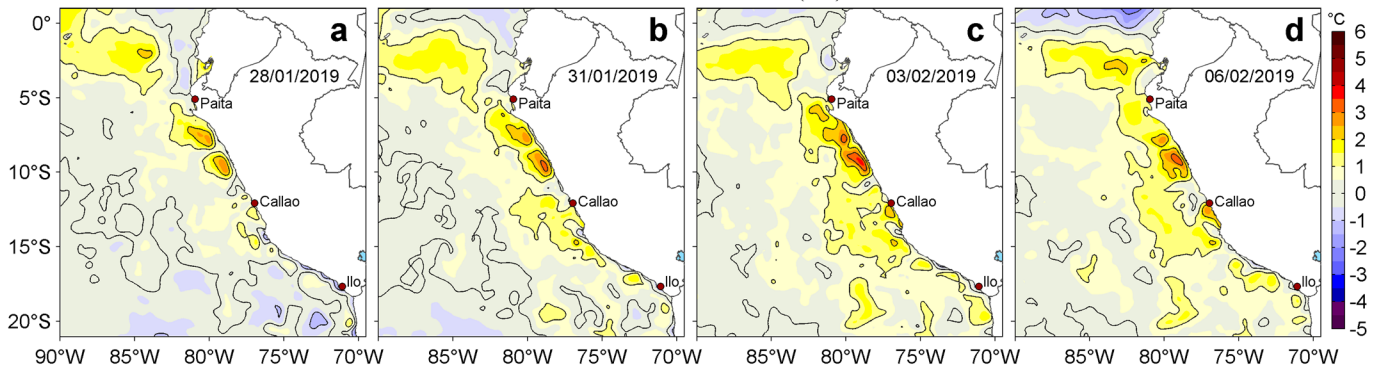 a b c d
°C
28/01/2019 31/01/2019 03/02/2019 06/02/2019
Paita Paita Paita Paita
Callao Callao Callao Callao
Ilo Ilo Ilo Ilo
0°
5°S
10°S
15°S
20°S
90°W 85°W 80°W 75°W 70°W 85°W 80°W 75°W 70°W 85°W 80°W 75°W 70°W 85°W 80°W 75°W 70°W
6
5
4
3
2
1
0
-1
-2
-3
-4
-5